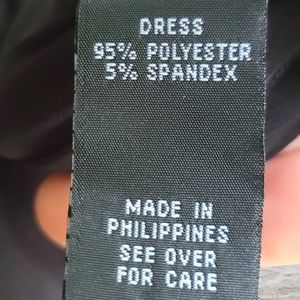 DRESS
95% POLYESTER
5% SPANDEX
MADE IN
PHILIPPINES
SEE OVER
FOR CARE